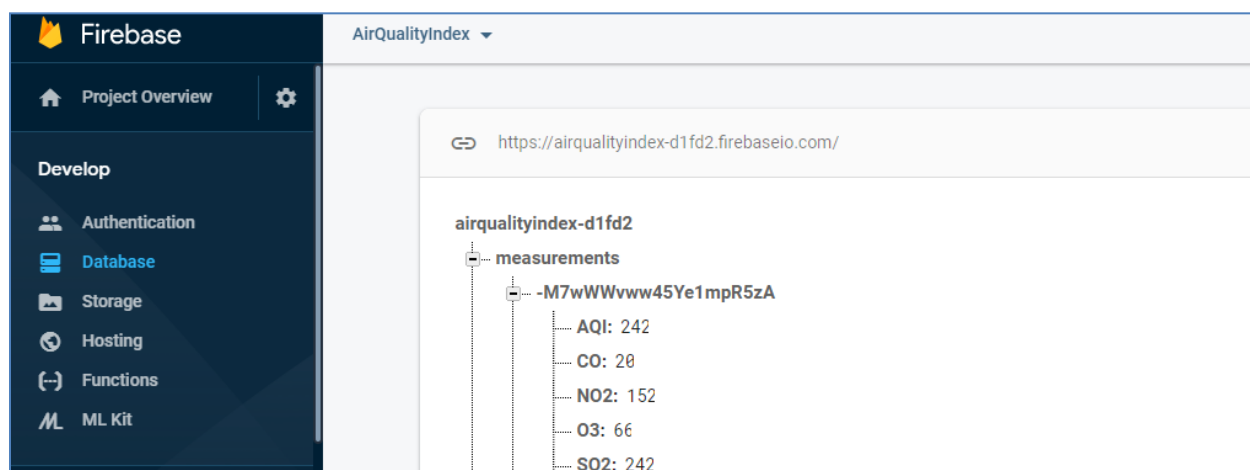 Firebase
AirQualityIndex
Project Overview
https://airqualityindex-d1fd2.firebaseio.com/
Develop
Authentication
Database
Storage
Hosting
Functions
ML Kit
airqualityindex-d1fd2
measurements
-M7wWWvww45Ye1mpR5zA
AQI: 242
CO: 20
NO2: 152
O3: 66
SO2: 242